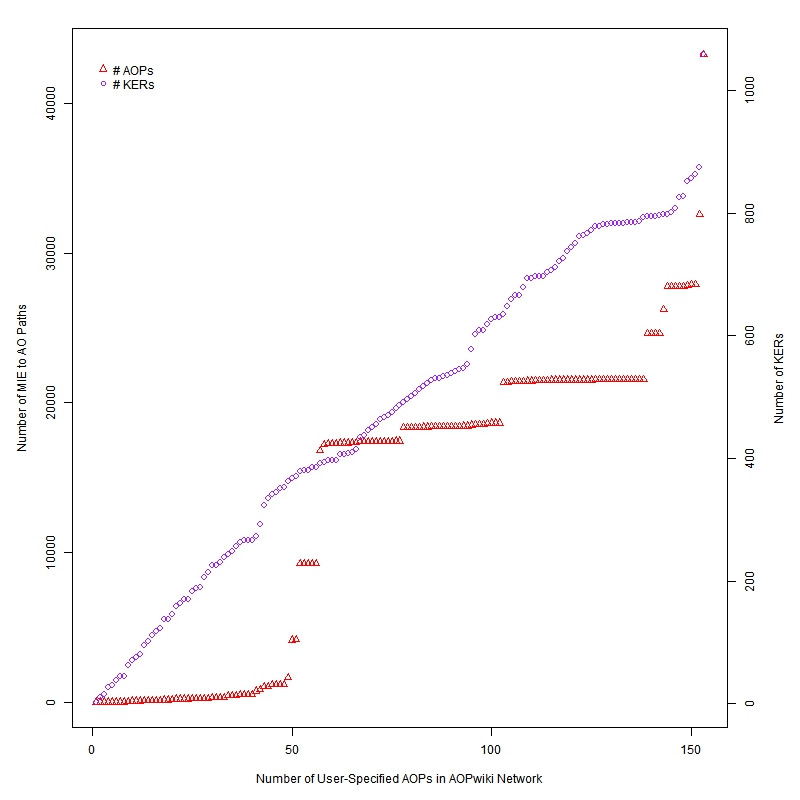 # AOPs
# KERs
40000
30000
20000
10000
0
Number of MIE to AO Paths
1000
800
600
400
200
0
Number of KERs
0 50 100 150
Number of User-Specified AOPs in AOPwiki Network